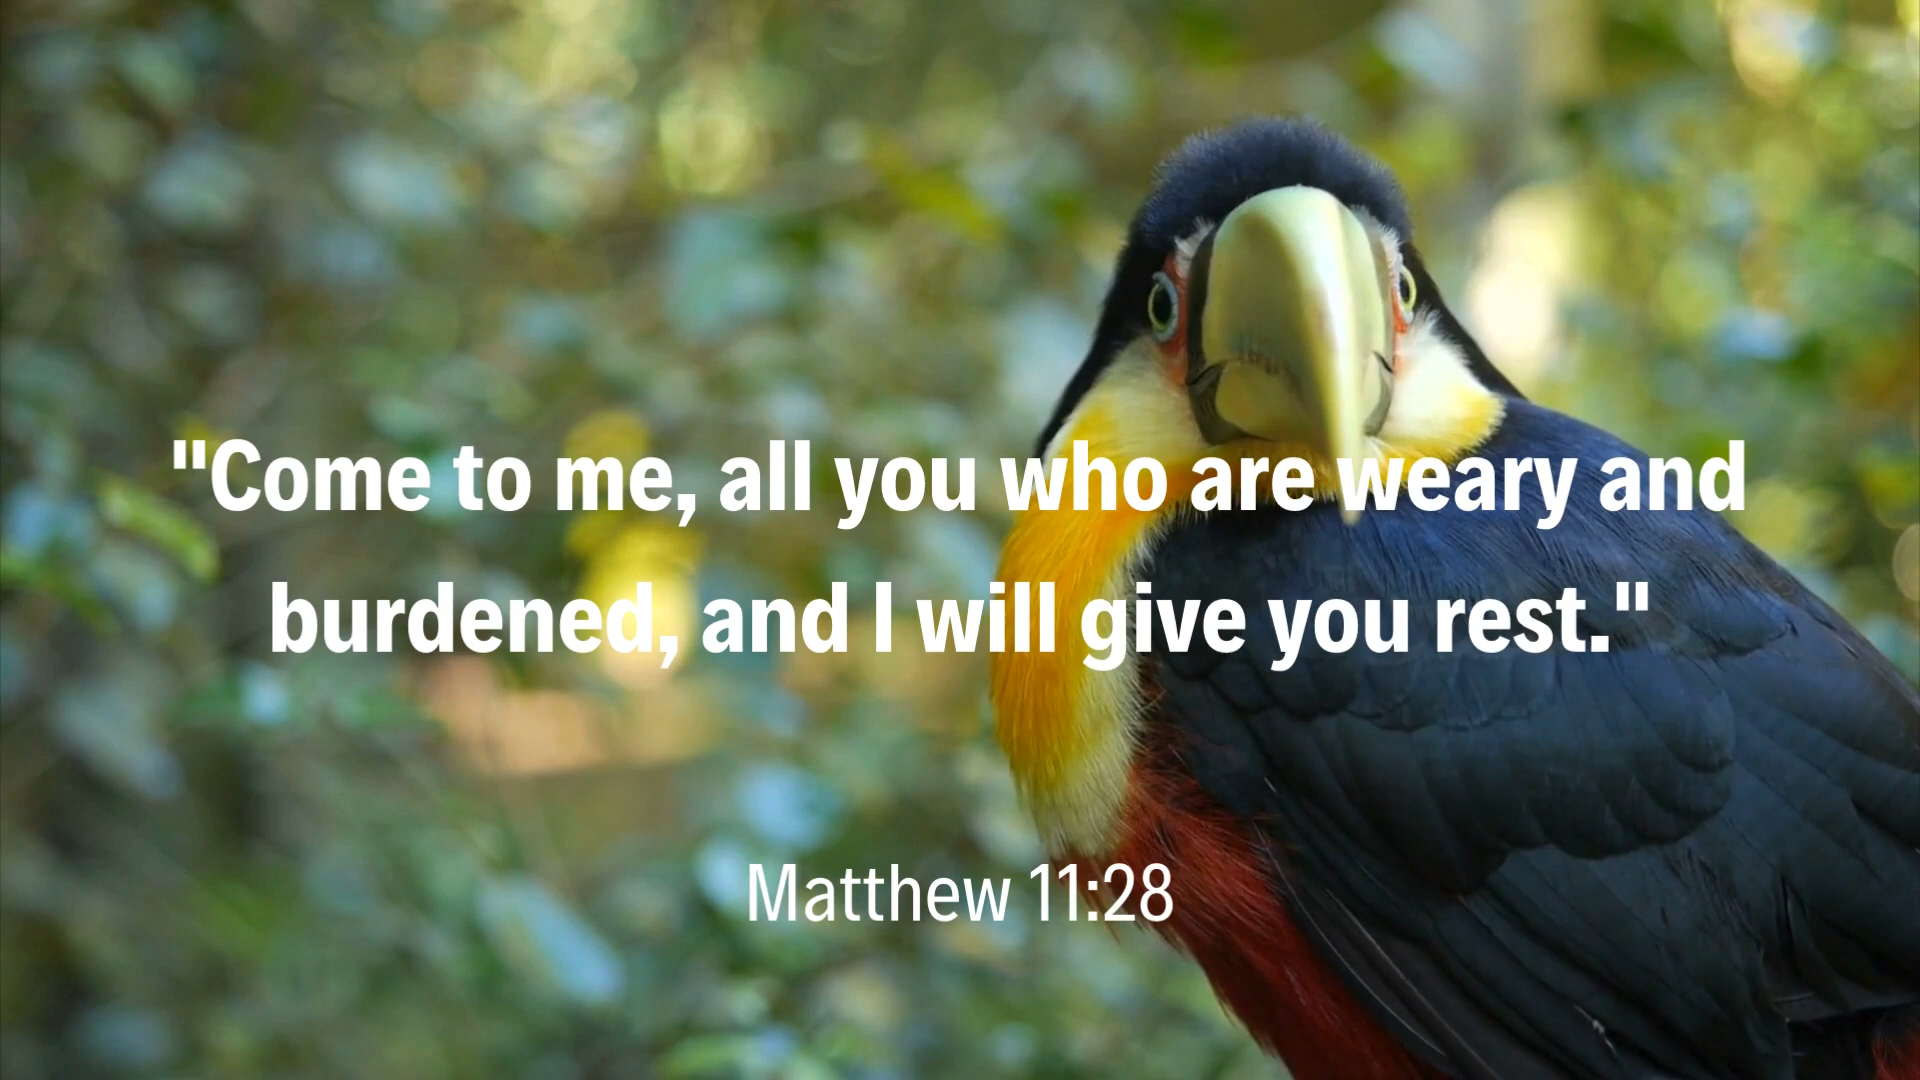 "Come to me, all you who are weary and
burdened, and I will give you rest."
Matthew 11:28